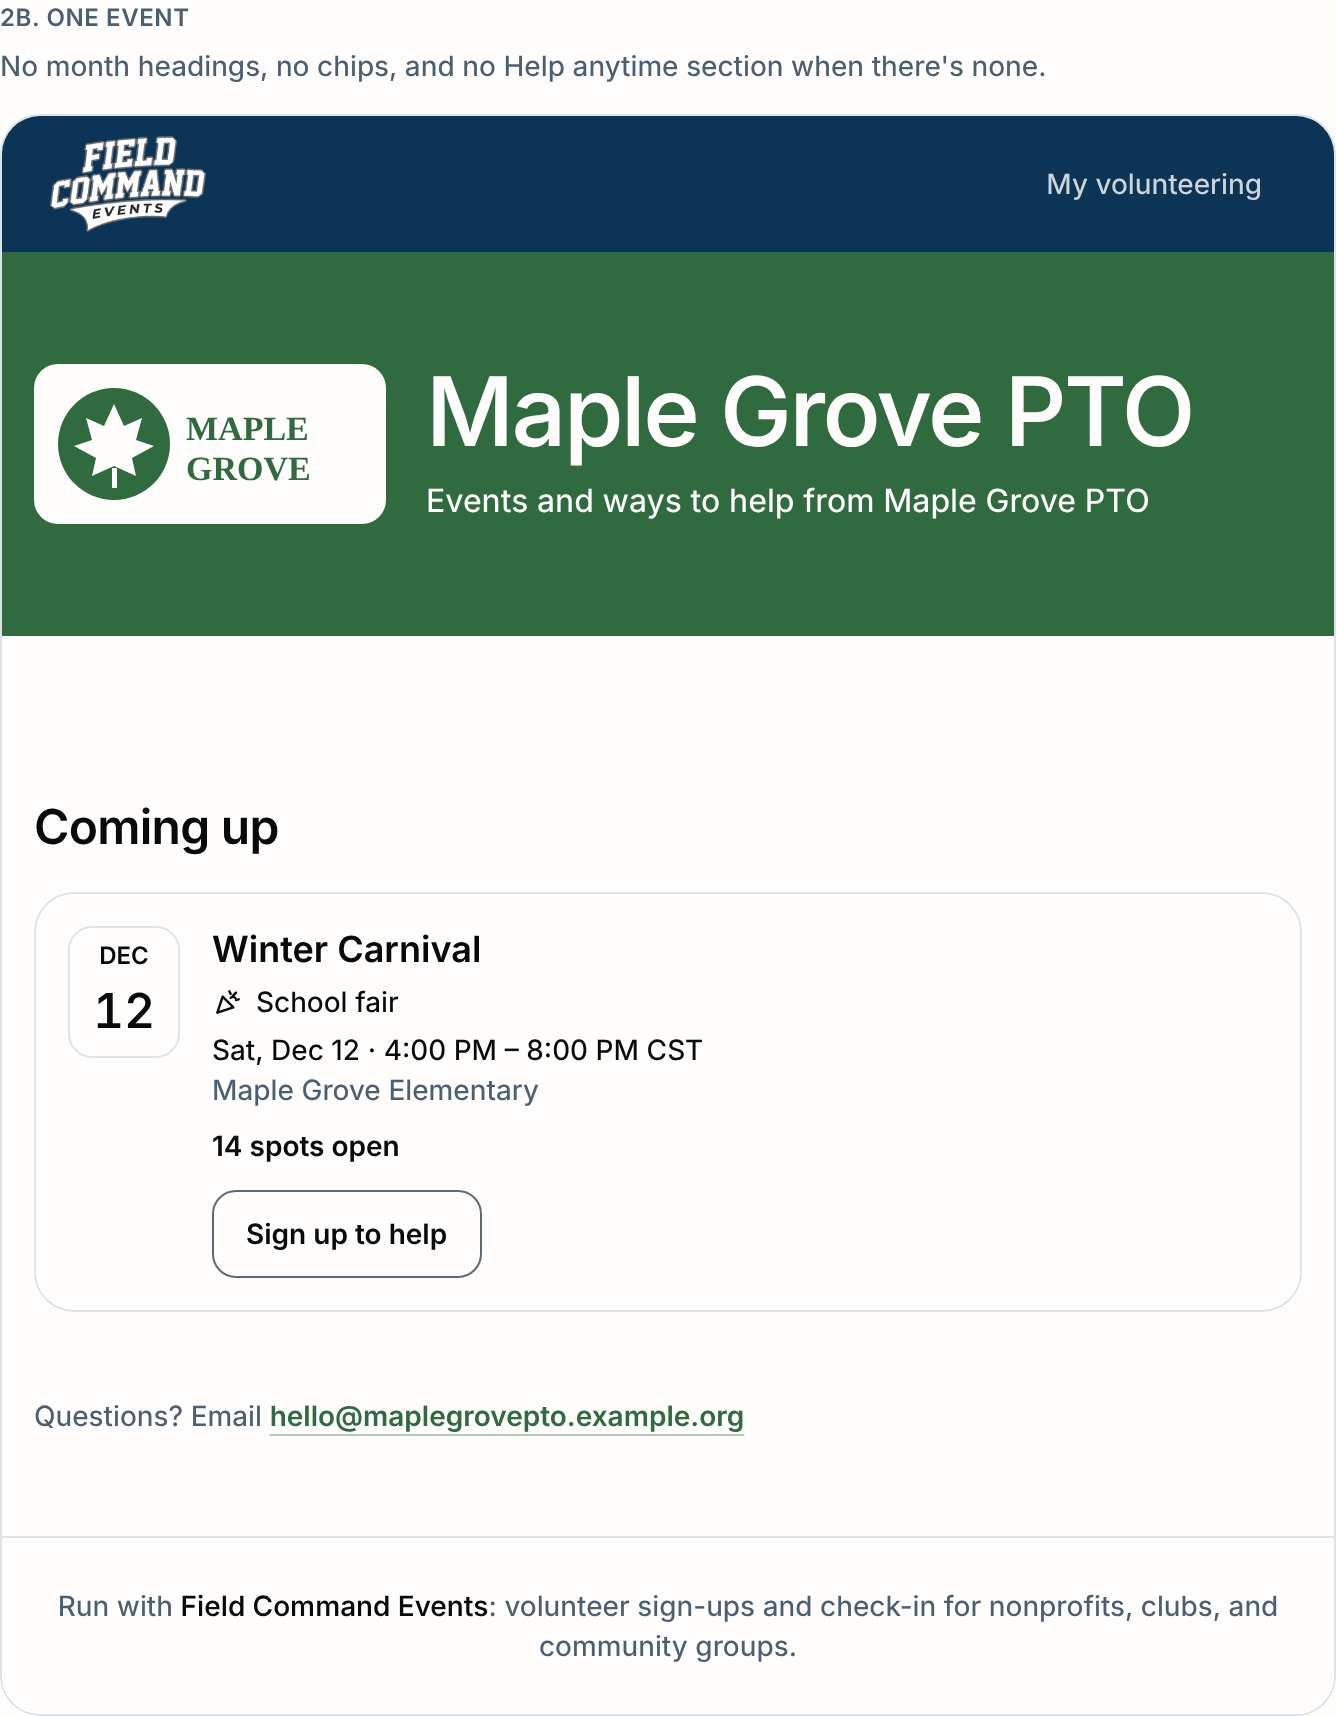 2B. ONE EVENT
No month headings, no chips, and no Help anytime section when there's none.
FIELD
COMMAND
EVENTS
My volunteering
MAPLE
GROVE
Maple Grove PTO
Events and ways to help from Maple Grove PTO
Coming up
DEC
12
Winter Carnival
School fair
Sat, Dec 12 · 4:00 PM – 8:00 PM CST
Maple Grove Elementary
14 spots open
Sign up to help
Questions? Email hello@maplegrovepto.example.org
Run with Field Command Events: volunteer sign-ups and check-in for nonprofits, clubs, and
community groups.